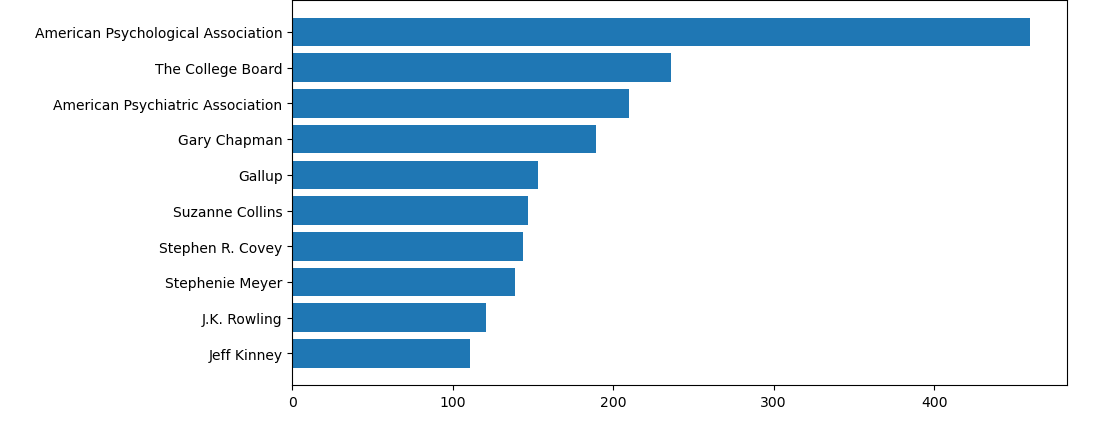 American Psychological Association
The College Board
American Psychiatric Association
Gary Chapman
Gallup
Suzanne Collins
Stephen R. Covey
Stephenie Meyer
J.K. Rowling
Jeff Kinney
0 100 200 300 400